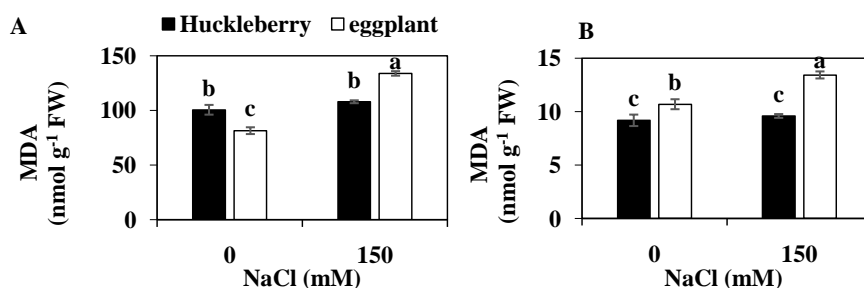 A
Huckleberry eggplant
MDA
(nmol g-1 FW)
150
100
50
0
b
c
b
a
0 150
NaCl (mM)
B
MDA
(nmol g-1 FW)
15
10
5
0
c
b
c
a
0 150
NaCl (mM)